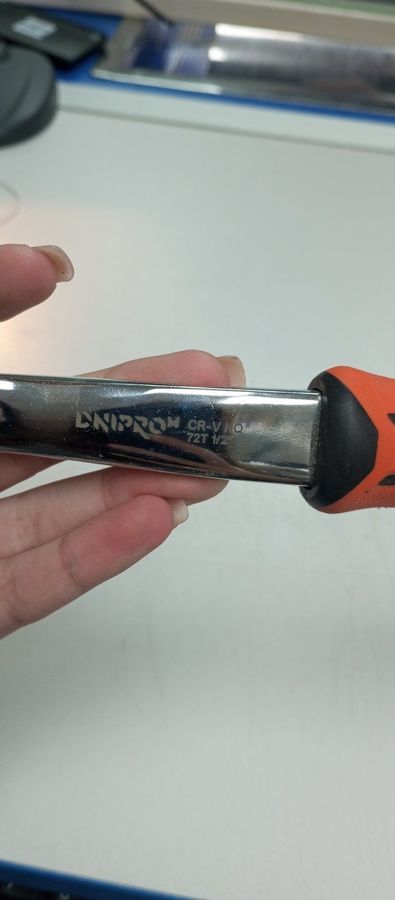 DNIPRO M CR-V
72T 1/2"